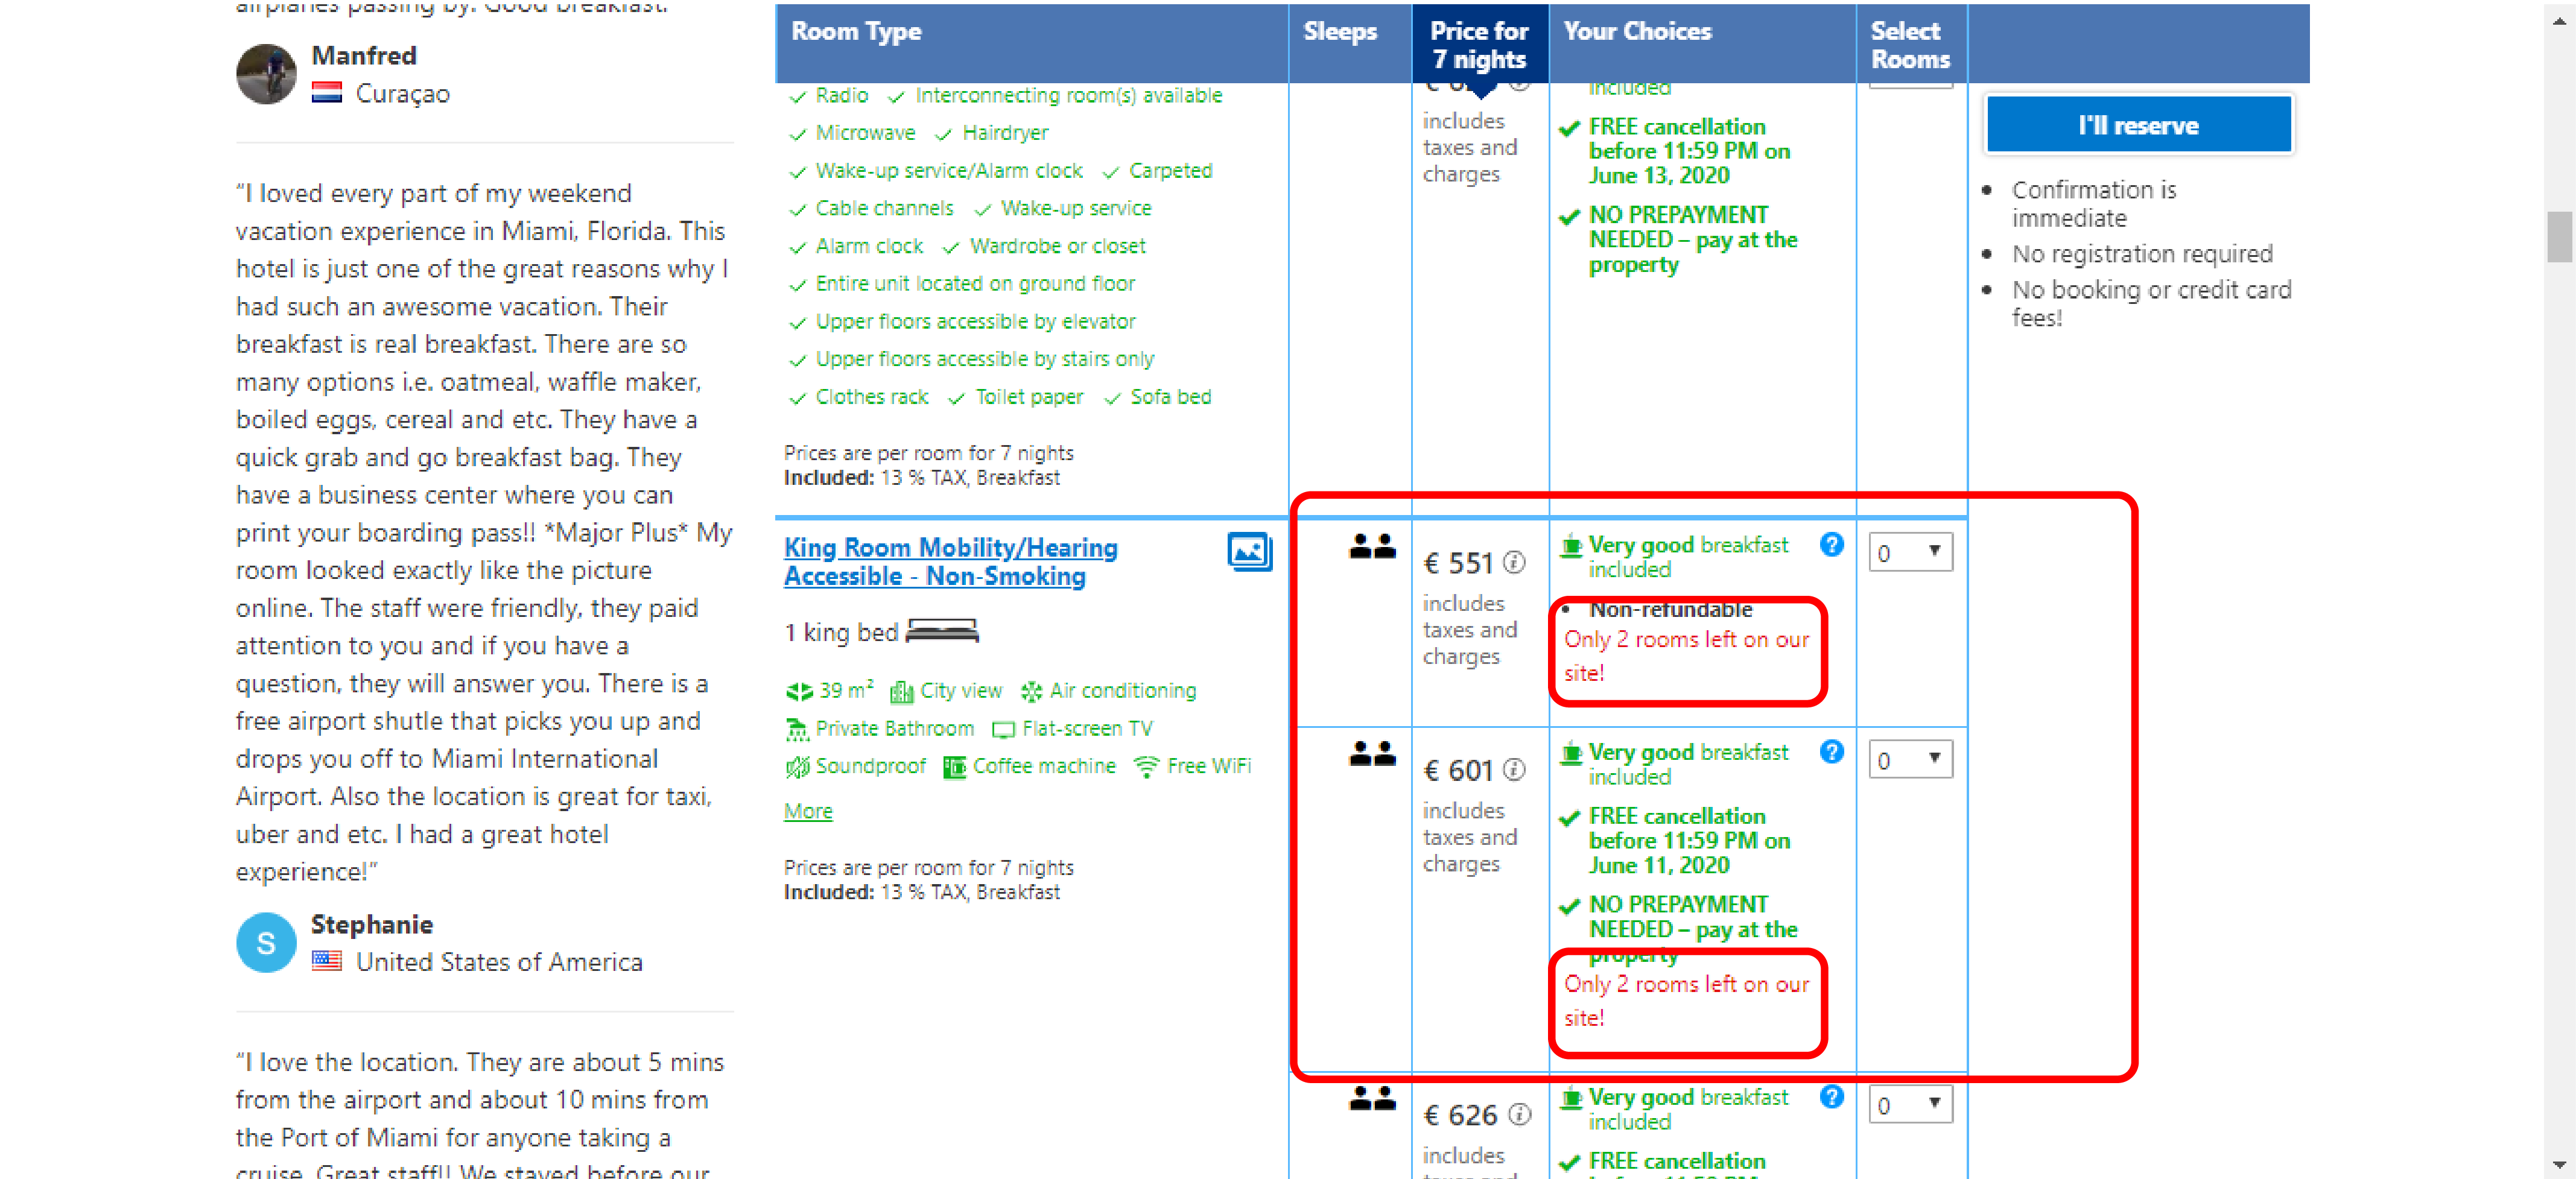 airplanes passing by. Good breakfast.
Manfred
Curaçao
“I loved every part of my weekend
vacation experience in Miami, Florida. This
hotel is just one of the great reasons why I
had such an awesome vacation. Their
breakfast is real breakfast. There are so
many options i.e. oatmeal, waffle maker,
boiled eggs, cereal and etc. They have a
quick grab and go breakfast bag. They
have a business center where you can
print your boarding pass!! *Major Plus* My
room looked exactly like the picture
online. The staff were friendly, they paid
attention to you and if you have a
question, they will answer you. There is a
free airport shutle that picks you up and
drops you off to Miami International
Airport. Also the location is great for taxi,
uber and etc. I had a great hotel
experience!”
S
Stephanie
United States of America
“I love the location. They are about 5 mins
from the airport and about 10 mins from
the Port of Miami for anyone taking a
cruise. Great staff!! We stayed before our
Room Type
Sleeps
Price for
7 nights
Your Choices
Select
Rooms
Radio Interconnecting room(s) available
Microwave Hairdryer
Wake-up service/Alarm clock Carpeted
Cable channels Wake-up service
Alarm clock Wardrobe or closet
Entire unit located on ground floor
Upper floors accessible by elevator
Upper floors accessible by stairs only
Clothes rack Toilet paper Sofa bed
Prices are per room for 7 nights
Included: 13 % TAX, Breakfast
includes
taxes and
charges
included
FREE cancellation
before 11:59 PM on
June 13, 2020
NO PREPAYMENT
NEEDED – pay at the
property
I'll reserve
• Confirmation is
immediate
• No registration required
• No booking or credit card
fees!
King Room Mobility/Hearing
Accessible - Non-Smoking
1 king bed
39 m² City view Air conditioning
Private Bathroom Flat-screen TV
Soundproof Coffee machine Free WiFi
More
Prices are per room for 7 nights
Included: 13 % TAX, Breakfast
€ 551
includes
taxes and
charges
Very good breakfast
included
• Non-refundable
Only 2 rooms left on our
site!
0
€ 601
includes
taxes and
charges
Very good breakfast
included
FREE cancellation
before 11:59 PM on
June 11, 2020
NO PREPAYMENT
NEEDED – pay at the
property
Only 2 rooms left on our
site!
0
€ 626
includes
taxes and
Very good breakfast
included
FREE cancellation
before 11:59 PM on
0